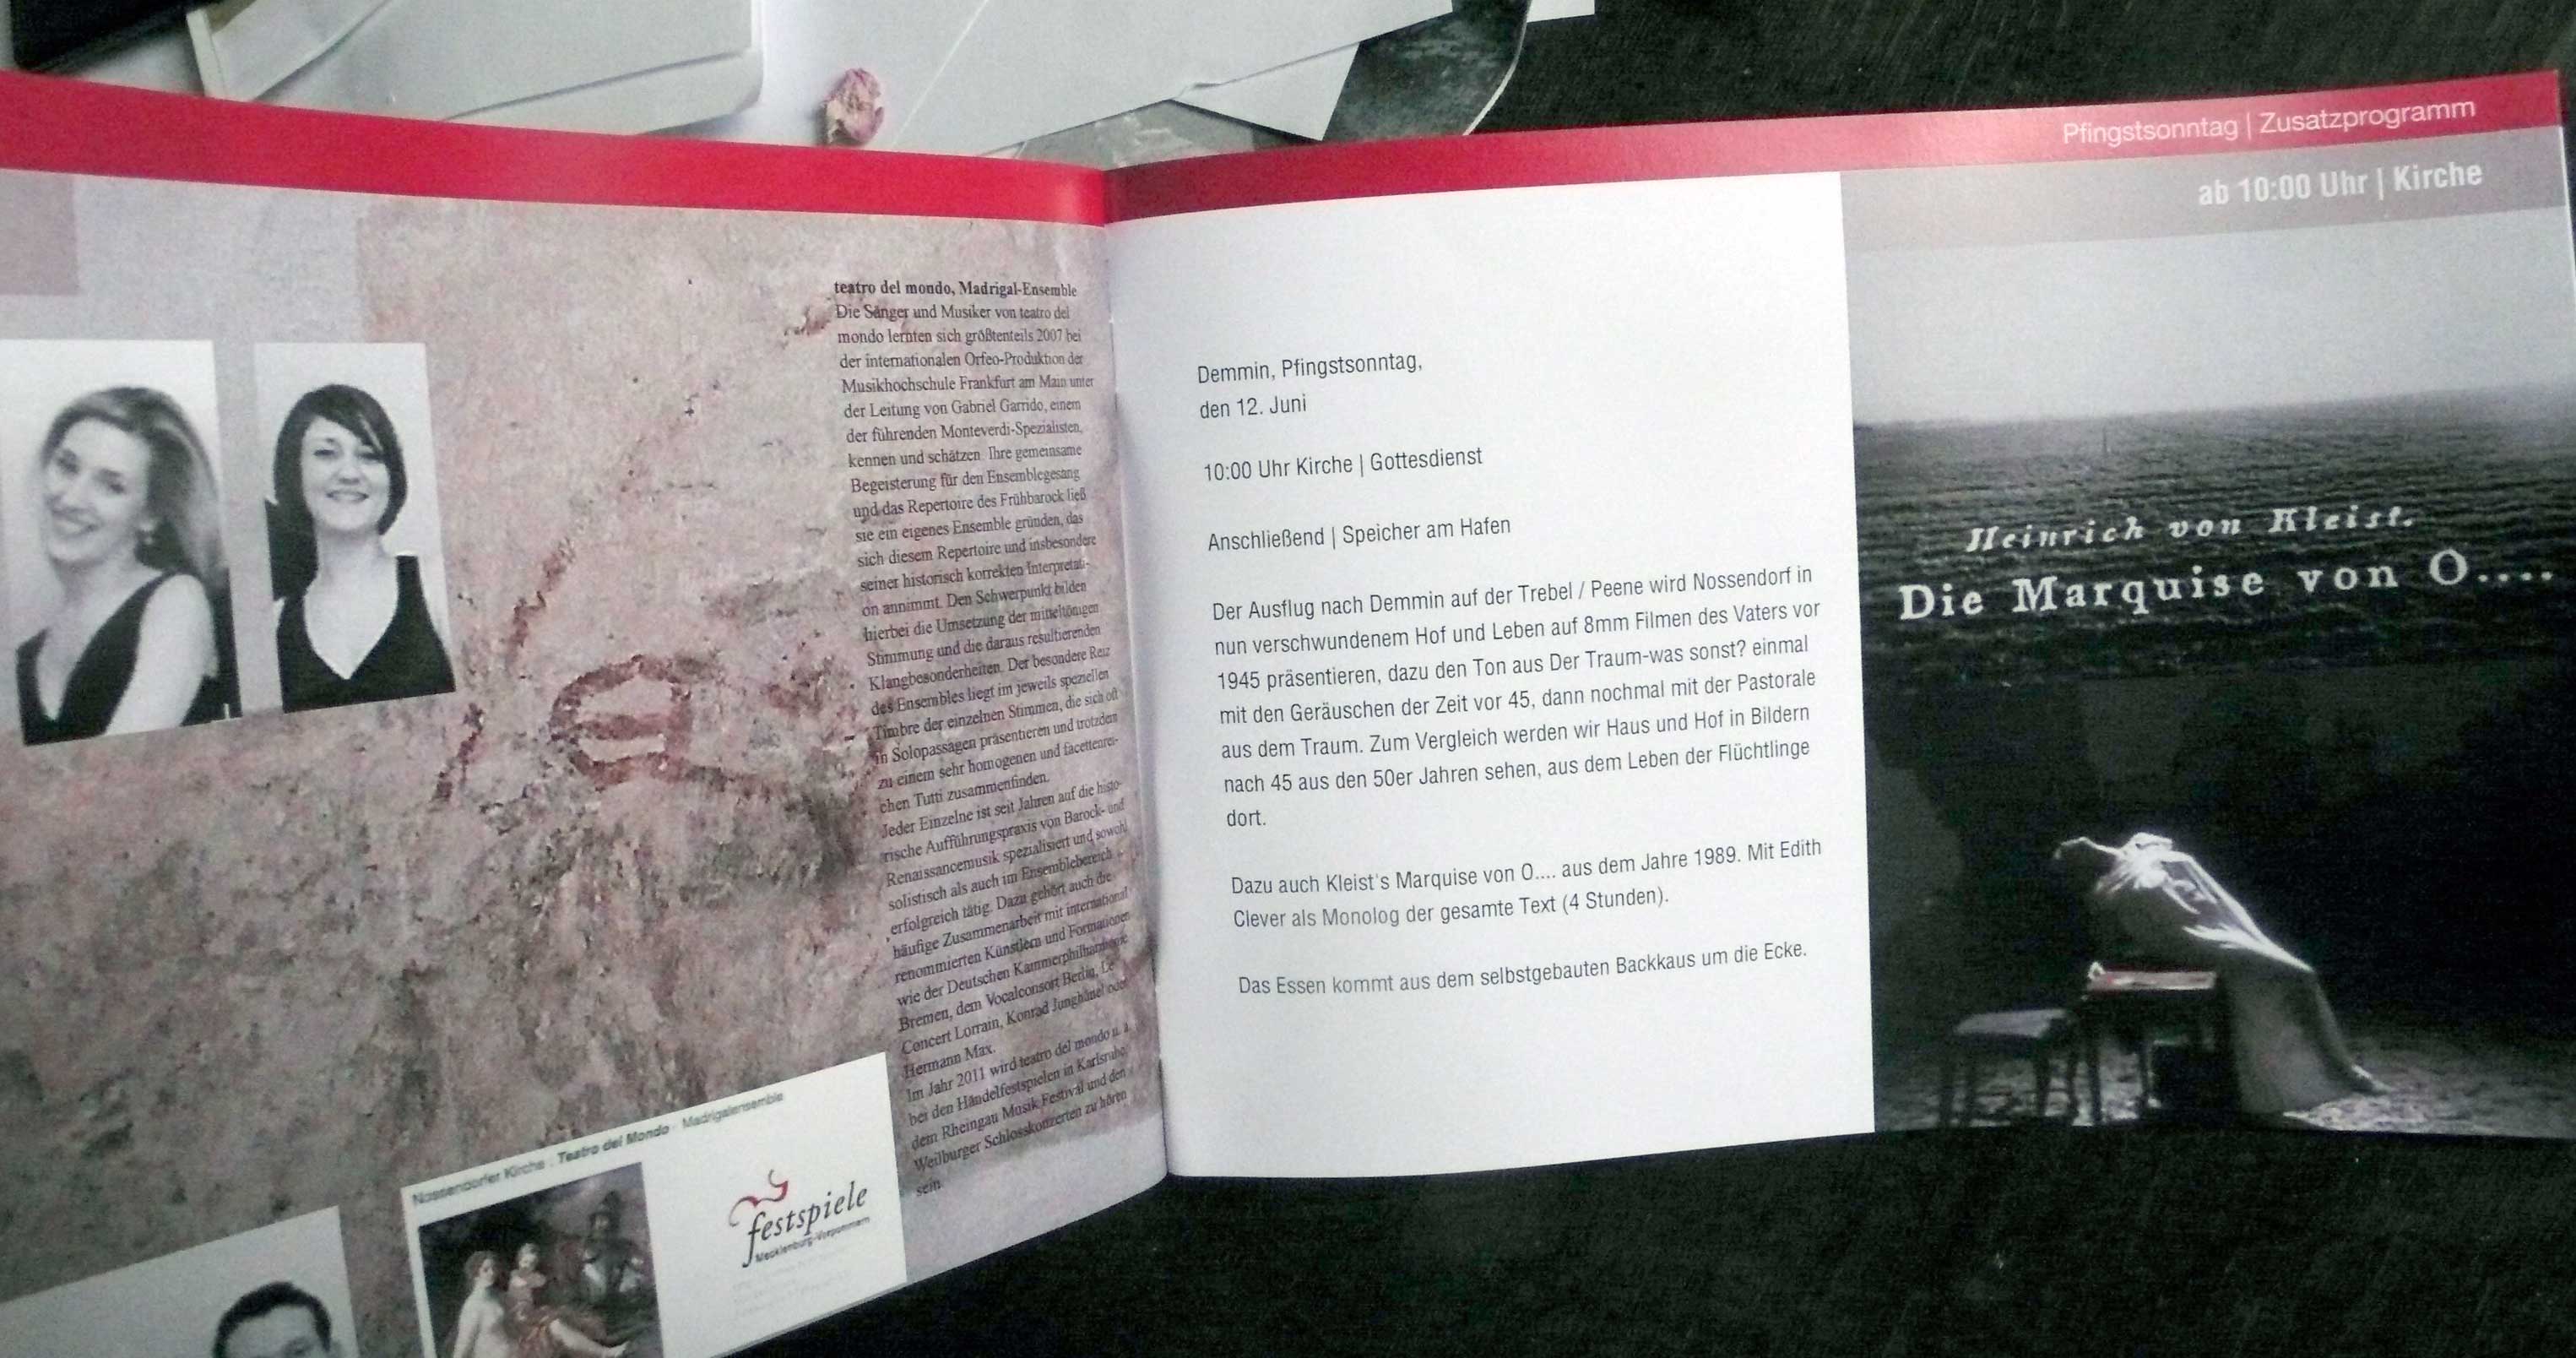 teatro del mondo, Madrigal-Ensemble
Die Sänger und Musiker von teatro del
mondo lernten sich größtenteils 2007 bei
der internationalen Orfeo-Produktion der
Musikhochschule Frankfurt am Main unter
der Leitung von Gabriel Garrido, einem
der führenden Monteverdi-Spezialisten,
kennen und schätzen. Ihre gemeinsame
Begeisterung für den Ensemblegesang
und das Repertoire des Frühbarock ließ
sie ein eigenes Ensemble gründen, das
sich diesem Repertoire und insbesondere
seiner historisch korrekten Interpretati-
on annimmt. Den Schwerpunkt bilden
hierbei die Umsetzung der mitteltönigen
Stimmung und die daraus resultierenden
Klangbesonderheiten. Der besondere Reiz
des Ensembles liegt im jeweils speziellen
Timbre der einzelnen Stimmen, die sich oft
in Solopassagen präsentieren und trotzdem
zu einem sehr homogenen und facettenrei-
chen Tutti zusammenfinden.
Jeder Einzelne ist seit Jahren auf die histo-
rische Aufführungspraxis von Barock- und
Renaissancemusik spezialisiert und sowohl
solistisch als auch im Ensemblebereich
erfolgreich tätig. Dazu gehört auch die
häufige Zusammenarbeit mit international
renommierten Künstlern und Formationen
wie der Deutschen Kammerphilharmonie
Bremen, dem Vocalconsort Berlin, Le
Concert Lorrain, Konrad Junghänel oder
Hermann Max.
Im Jahr 2011 wird teatro del mondo u. a.
bei den Händelfestspielen in Karlsruhe,
dem Rheingau Musik Festival und den
Weilburger Schlosskonzerten zu hören
sein.
Nossendorfer Kirche . Teatro del Mondo · Madrigalensemble
festspiele
Mecklenburg-Vorpommern
Pfingstsonntag | Zusatzprogramm
ab 10:00 Uhr | Kirche
Demmin, Pfingstsonntag,
den 12. Juni
10:00 Uhr Kirche | Gottesdienst
Anschließend | Speicher am Hafen
Der Ausflug nach Demmin auf der Trebel / Peene wird Nossendorf in
nun verschwundenem Hof und Leben auf 8mm Filmen des Vaters vor
1945 präsentieren, dazu den Ton aus Der Traum-was sonst? einmal
mit den Geräuschen der Zeit vor 45, dann nochmal mit der Pastorale
aus dem Traum. Zum Vergleich werden wir Haus und Hof in Bildern
nach 45 aus den 50er Jahren sehen, aus dem Leben der Flüchtlinge
dort.
Dazu auch Kleist's Marquise von O.... aus dem Jahre 1989. Mit Edith
Clever als Monolog der gesamte Text (4 Stunden).
Das Essen kommt aus dem selbstgebauten Backkaus um die Ecke.
Heinrich von Kleist.
Die Marquise von O....